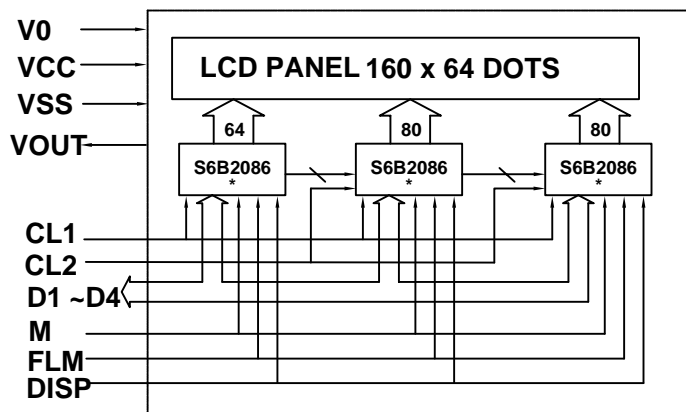 V0
VCC
VSS
VOUT
LCD PANEL 160 x 64 DOTS
64
80
80
S6B2086
*
S6B2086
*
S6B2086
*
CL1
CL2
D1 ~D4
M
FLM
DISP